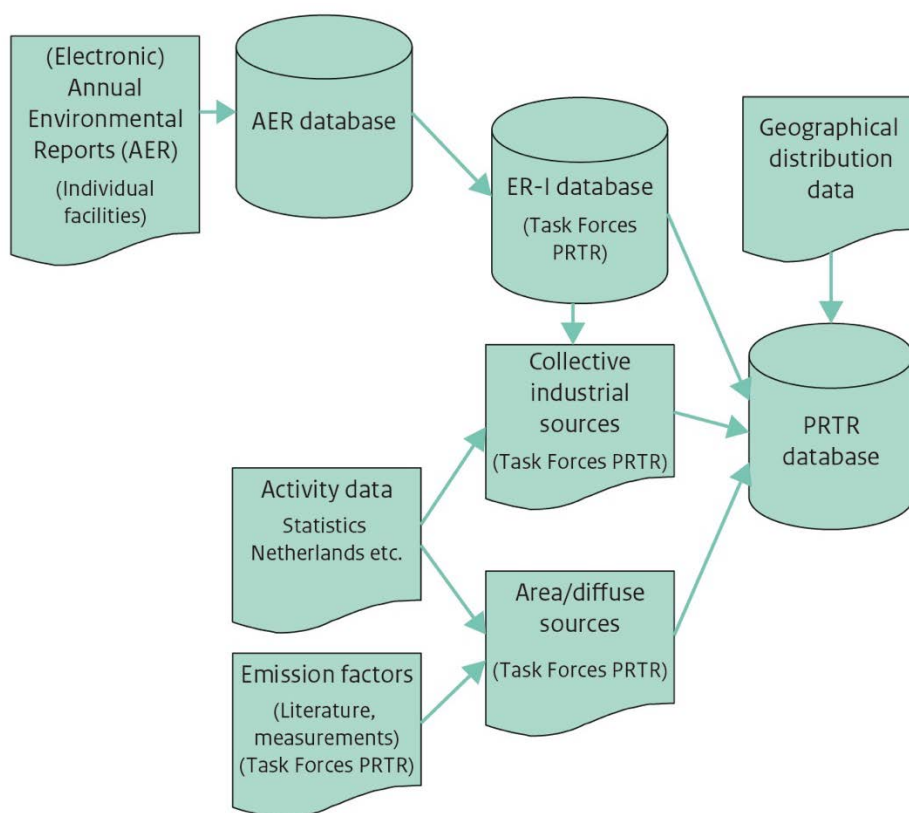 (Electronic)
Annual
Environmental
Reports (AER)
(Individual
facilities)
AER database
ER-I database
(Task Forces
PRTR)
Geographical
distribution
data
Collective
industrial
sources
(Task Forces PRTR)
PRTR
database
Activity data
Statistics
Netherlands etc.
Area/diffuse
sources
(Task Forces PRTR)
Emission factors
(Literature,
measurements)
(Task Forces PRTR)